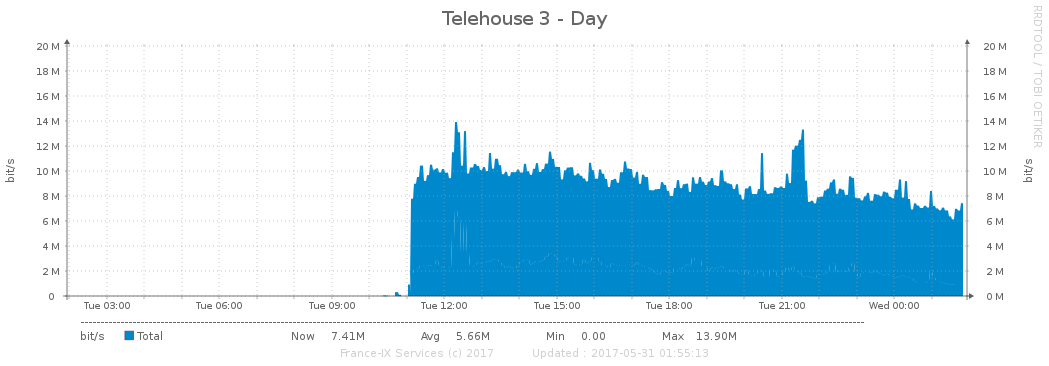 Telehouse 3 - Day
RRDTOOL / TOBI OETIKER
bit/s
20 M 20 M
18 M 18 M
16 M 16 M
14 M 14 M
12 M 12 M
10 M 10 M
8 M 8 M
6 M 6 M
4 M 4 M
2 M 2 M
0 0 M
bit/s
Tue 03:00 Tue 06:00 Tue 09:00 Tue 12:00 Tue 15:00 Tue 18:00 Tue 21:00 Wed 00:00
bit/s Total Now 7.41M Avg 5.66M Min 0.00 Max 13.90M
France-IX Services (c) 2017 Updated : 2017-05-31 01:55:13